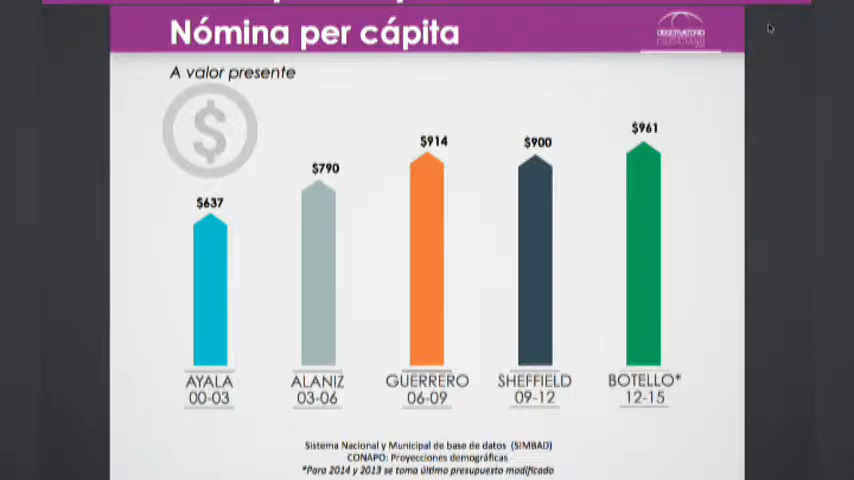 Nómina per cápita
OBSERVATORIO
CIUDADANO
A valor presente
$
$637
$790
$914
$900
$961
AYALA
00-03
ALANIZ
03-06
GUERRERO
06-09
SHEFFIELD
09-12
BOTELLO*
12-15
Sistema Nacional y Municipal de base de datos (SIMBAD)
CONAPO: Proyecciones demográficas
*Para 2014 y 2013 se toma último presupuesto modificado